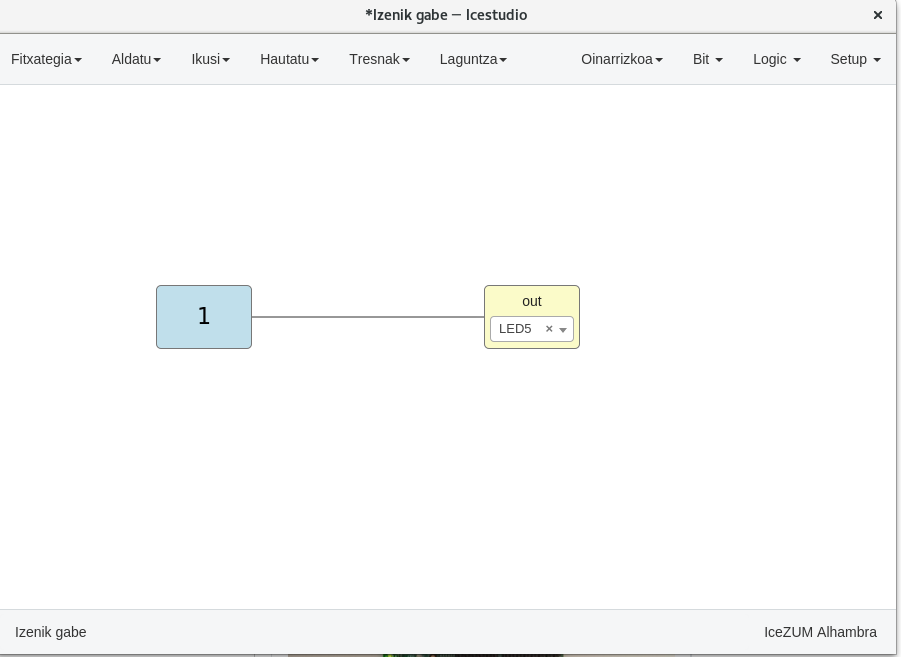 *Izenik gabe — Icestudio
Fitxategia Aldatu Ikusi Hautatu Tresnak Laguntza Oinarrizkoa Bit Logic Setup
1
out
LED5
Izenik gabe IceZUM Alhambra